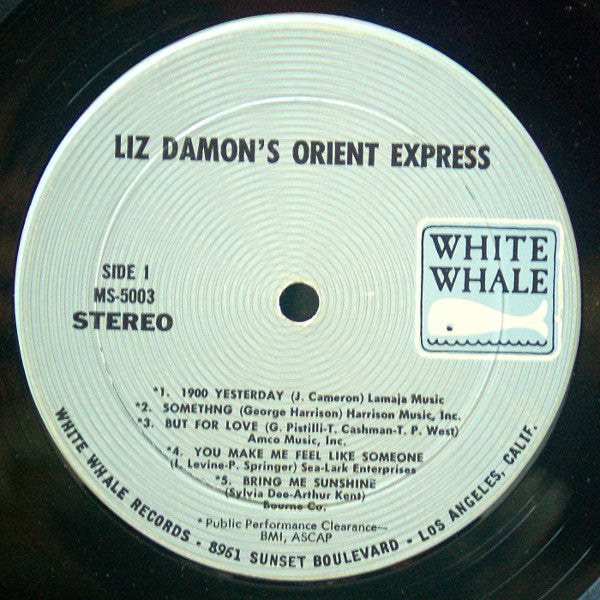 LIZ DAMON'S ORIENT EXPRESS
WHITE
WHALE
SIDE 1
MS-5003
STEREO
*1. 1900 YESTERDAY (J. Cameron) Lamaja Music
*2. SOMETHNG (George Harrison) Harrison Music, Inc.
*3. BUT FOR LOVE (G. Pistilli-T. Cashman-T. P. West)
Amco Music, Inc.
*4. YOU MAKE ME FEEL LIKE SOMEONE
(I. Levine-P. Springer) Sea-Lark Enterprises
*5. BRING ME SUNSHINE
(Sylvia Dee-Arthur Kent)
Bourne Co.
* Public Performance Clearance—
BMI, ASCAP
WHITE WHALE RECORDS • 8961 SUNSET BOULEVARD • LOS ANGELES, CALIF.